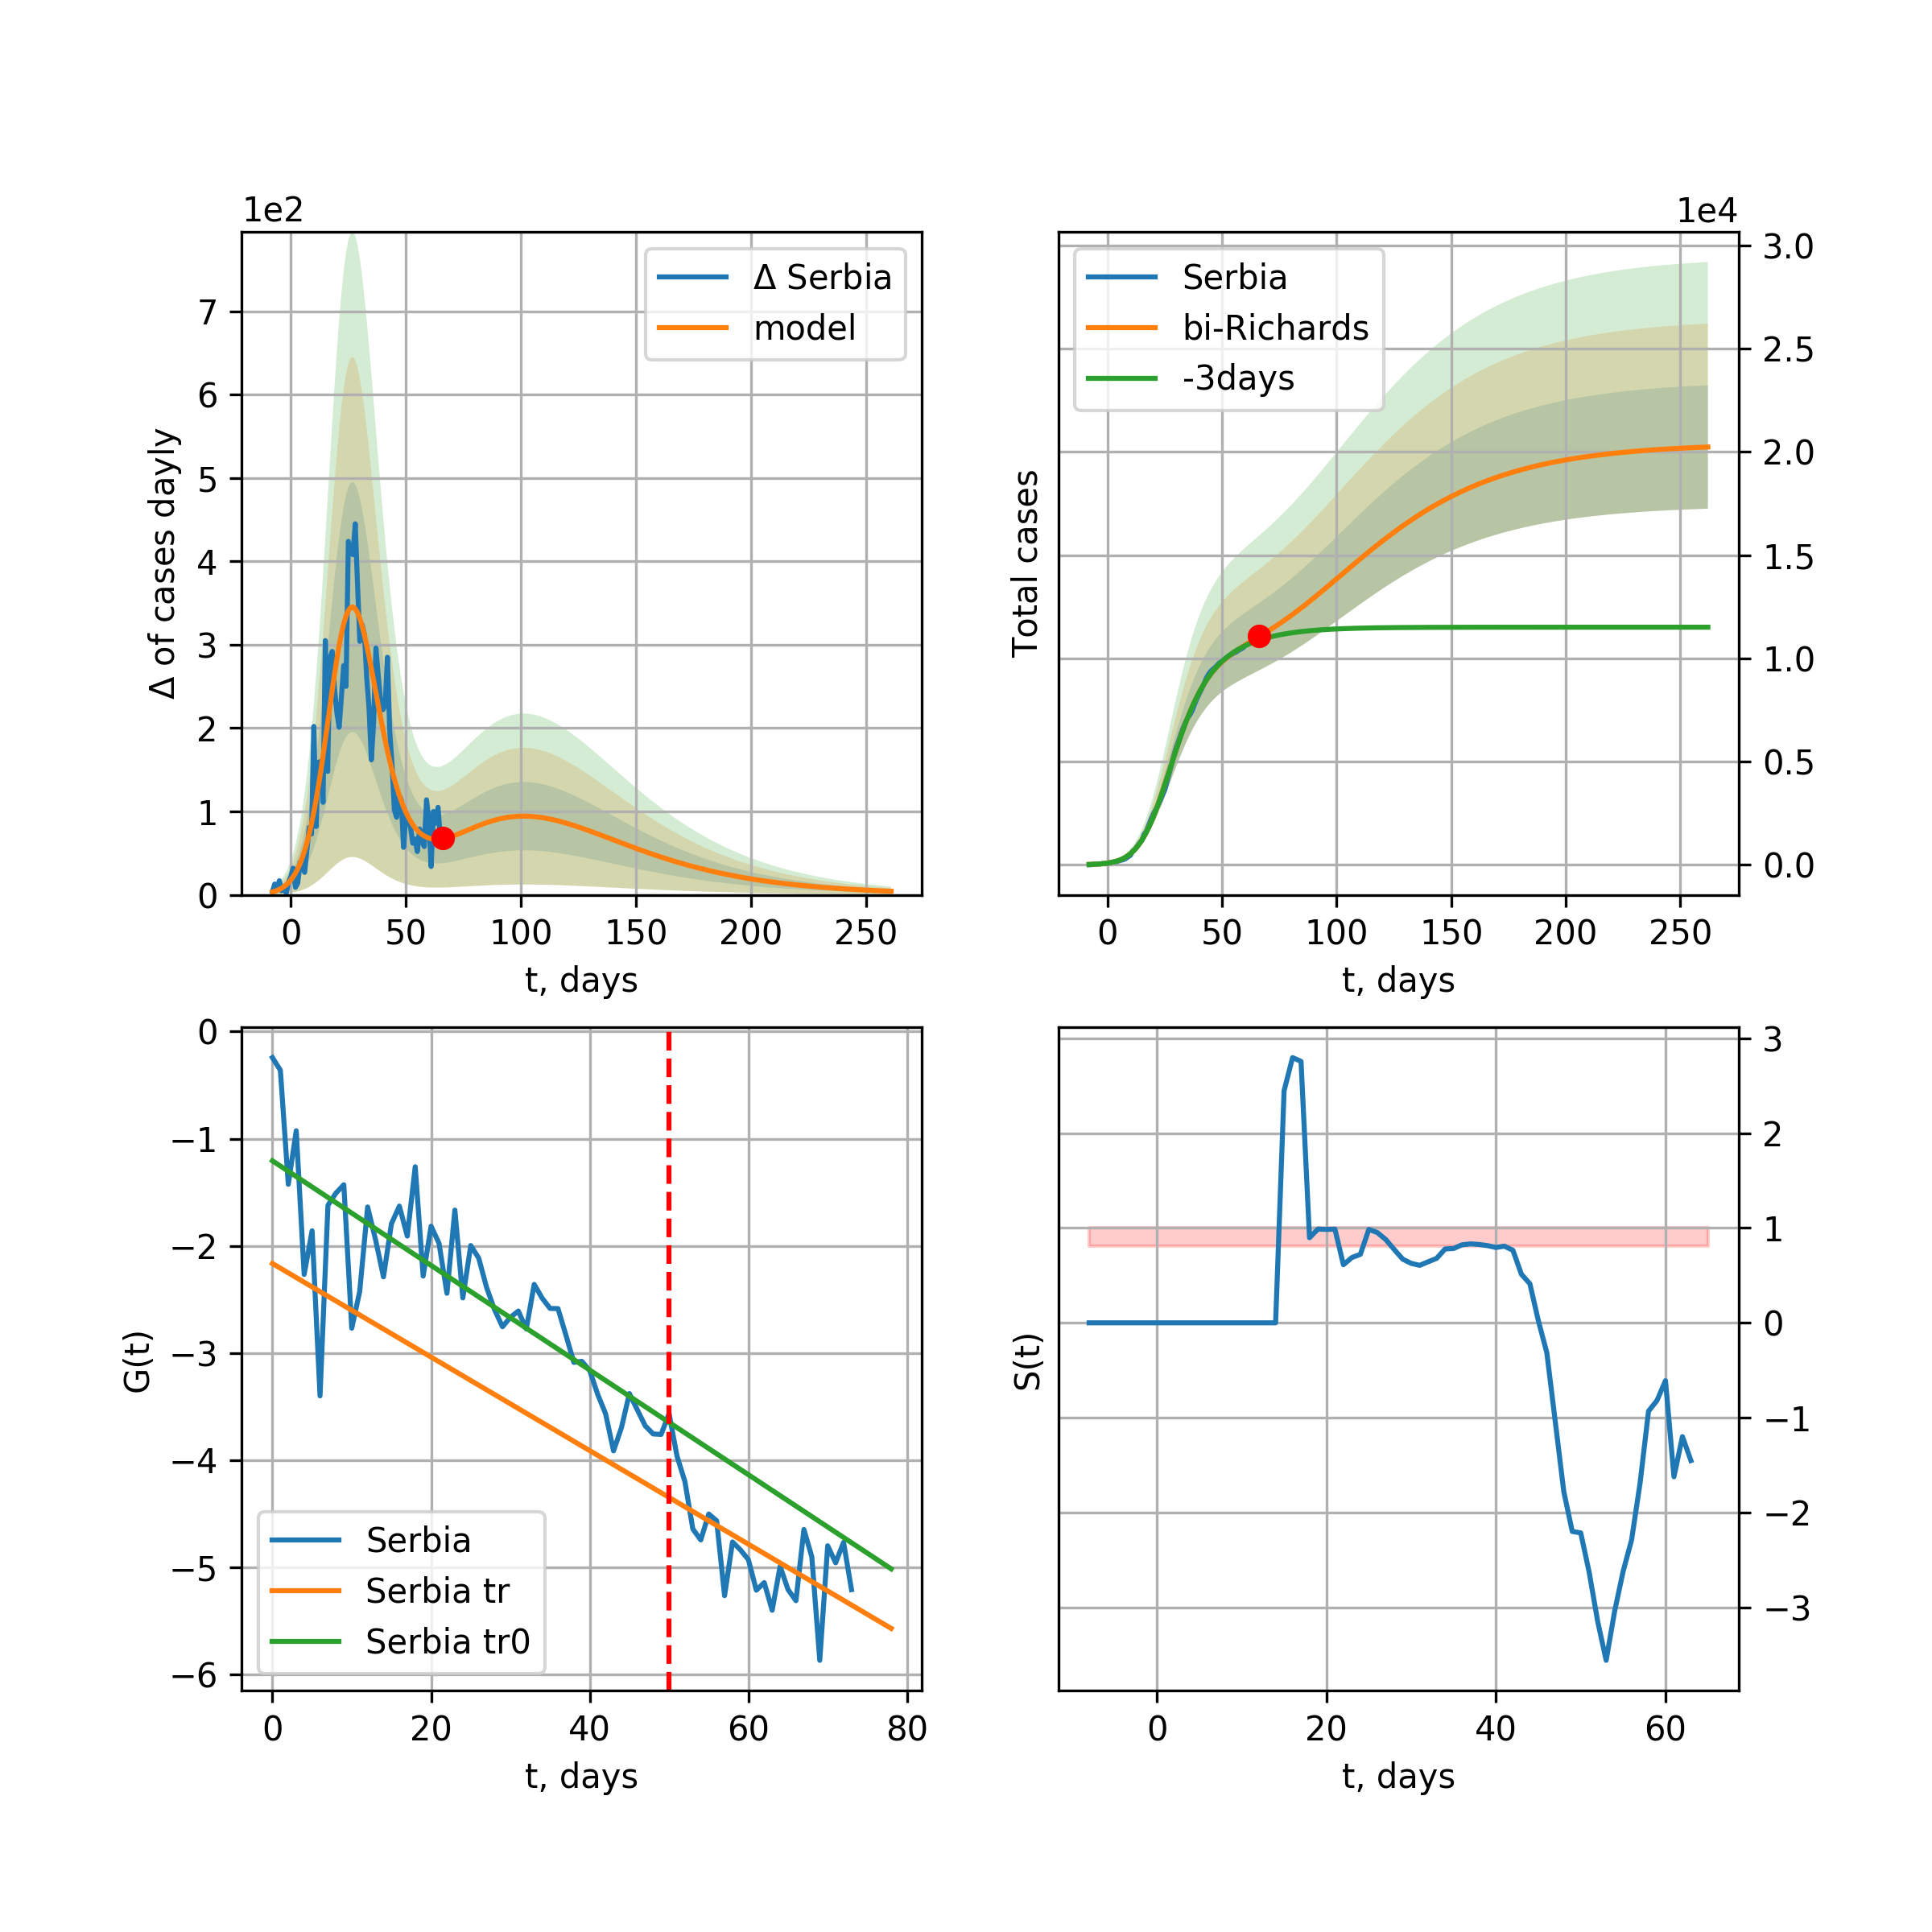 1e2
Δ of cases dayly
7
6
5
4
3
2
1
0
Δ Serbia
model
0 50 100 150 200 250
t, days
1e4
Total cases
Serbia
bi-Richards
-3days
3.0
2.5
2.0
1.5
1.0
0.5
0.0
0 50 100 150 200 250
t, days
G(t)
0
−1
−2
−3
−4
−5
−6
Serbia
Serbia tr
Serbia tr0
0 20 40 60 80
t, days
S(t)
3
2
1
0
−1
−2
−3
0 20 40 60
t, days